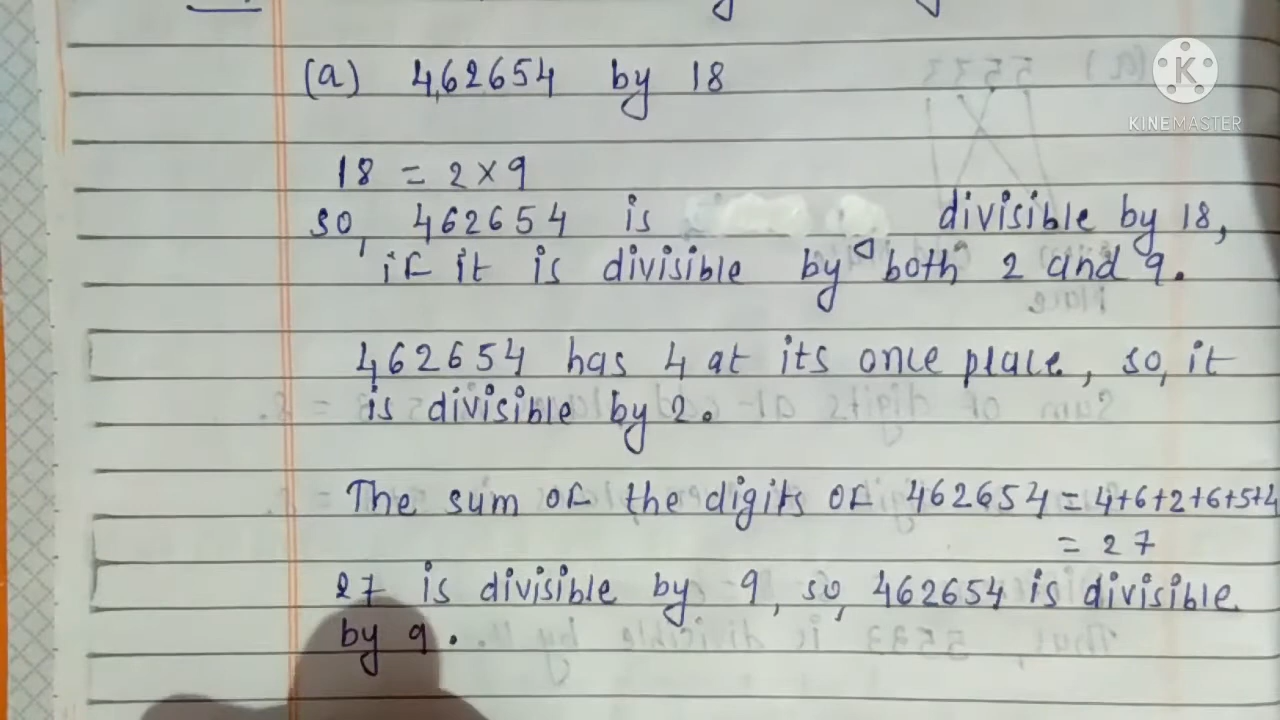 (a) 462654 by 18
K
KINEMASTER
18 = 2 × 9
so, 462654 is divisible by 18,
if it is divisible by both 2 and 9.
462654 has 4 at its once place, so, it
is divisible by 2.
The sum of the digits of 462654 = 4+6+2+6+5+4
= 27
27 is divisible by 9, so, 462654 is divisible
by 9.